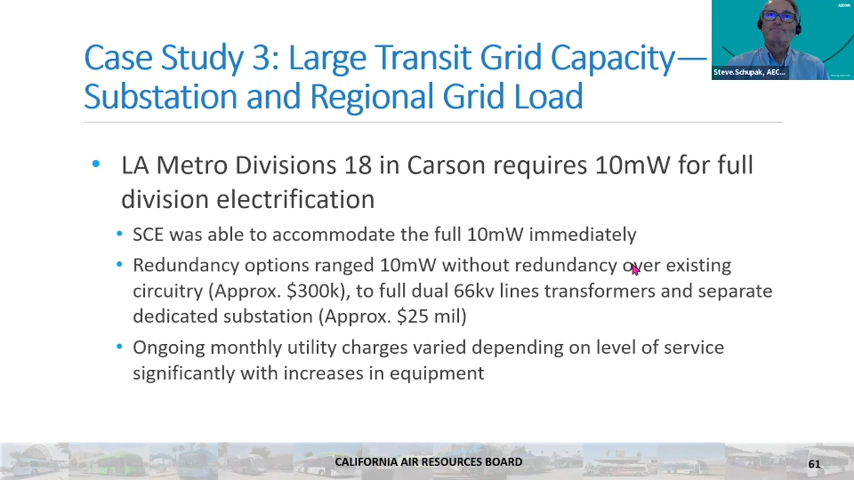 Case Study 3: Large Transit Grid Capacity—
Substation and Regional Grid Load
AECOM
Steve.Schupak, AEC...
• LA Metro Divisions 18 in Carson requires 10mW for full
division electrification
• SCE was able to accommodate the full 10mW immediately
• Redundancy options ranged 10mW without redundancy over existing
circuitry (Approx. $300k), to full dual 66kv lines transformers and separate
dedicated substation (Approx. $25 mil)
• Ongoing monthly utility charges varied depending on level of service
significantly with increases in equipment
CALIFORNIA AIR RESOURCES BOARD
61